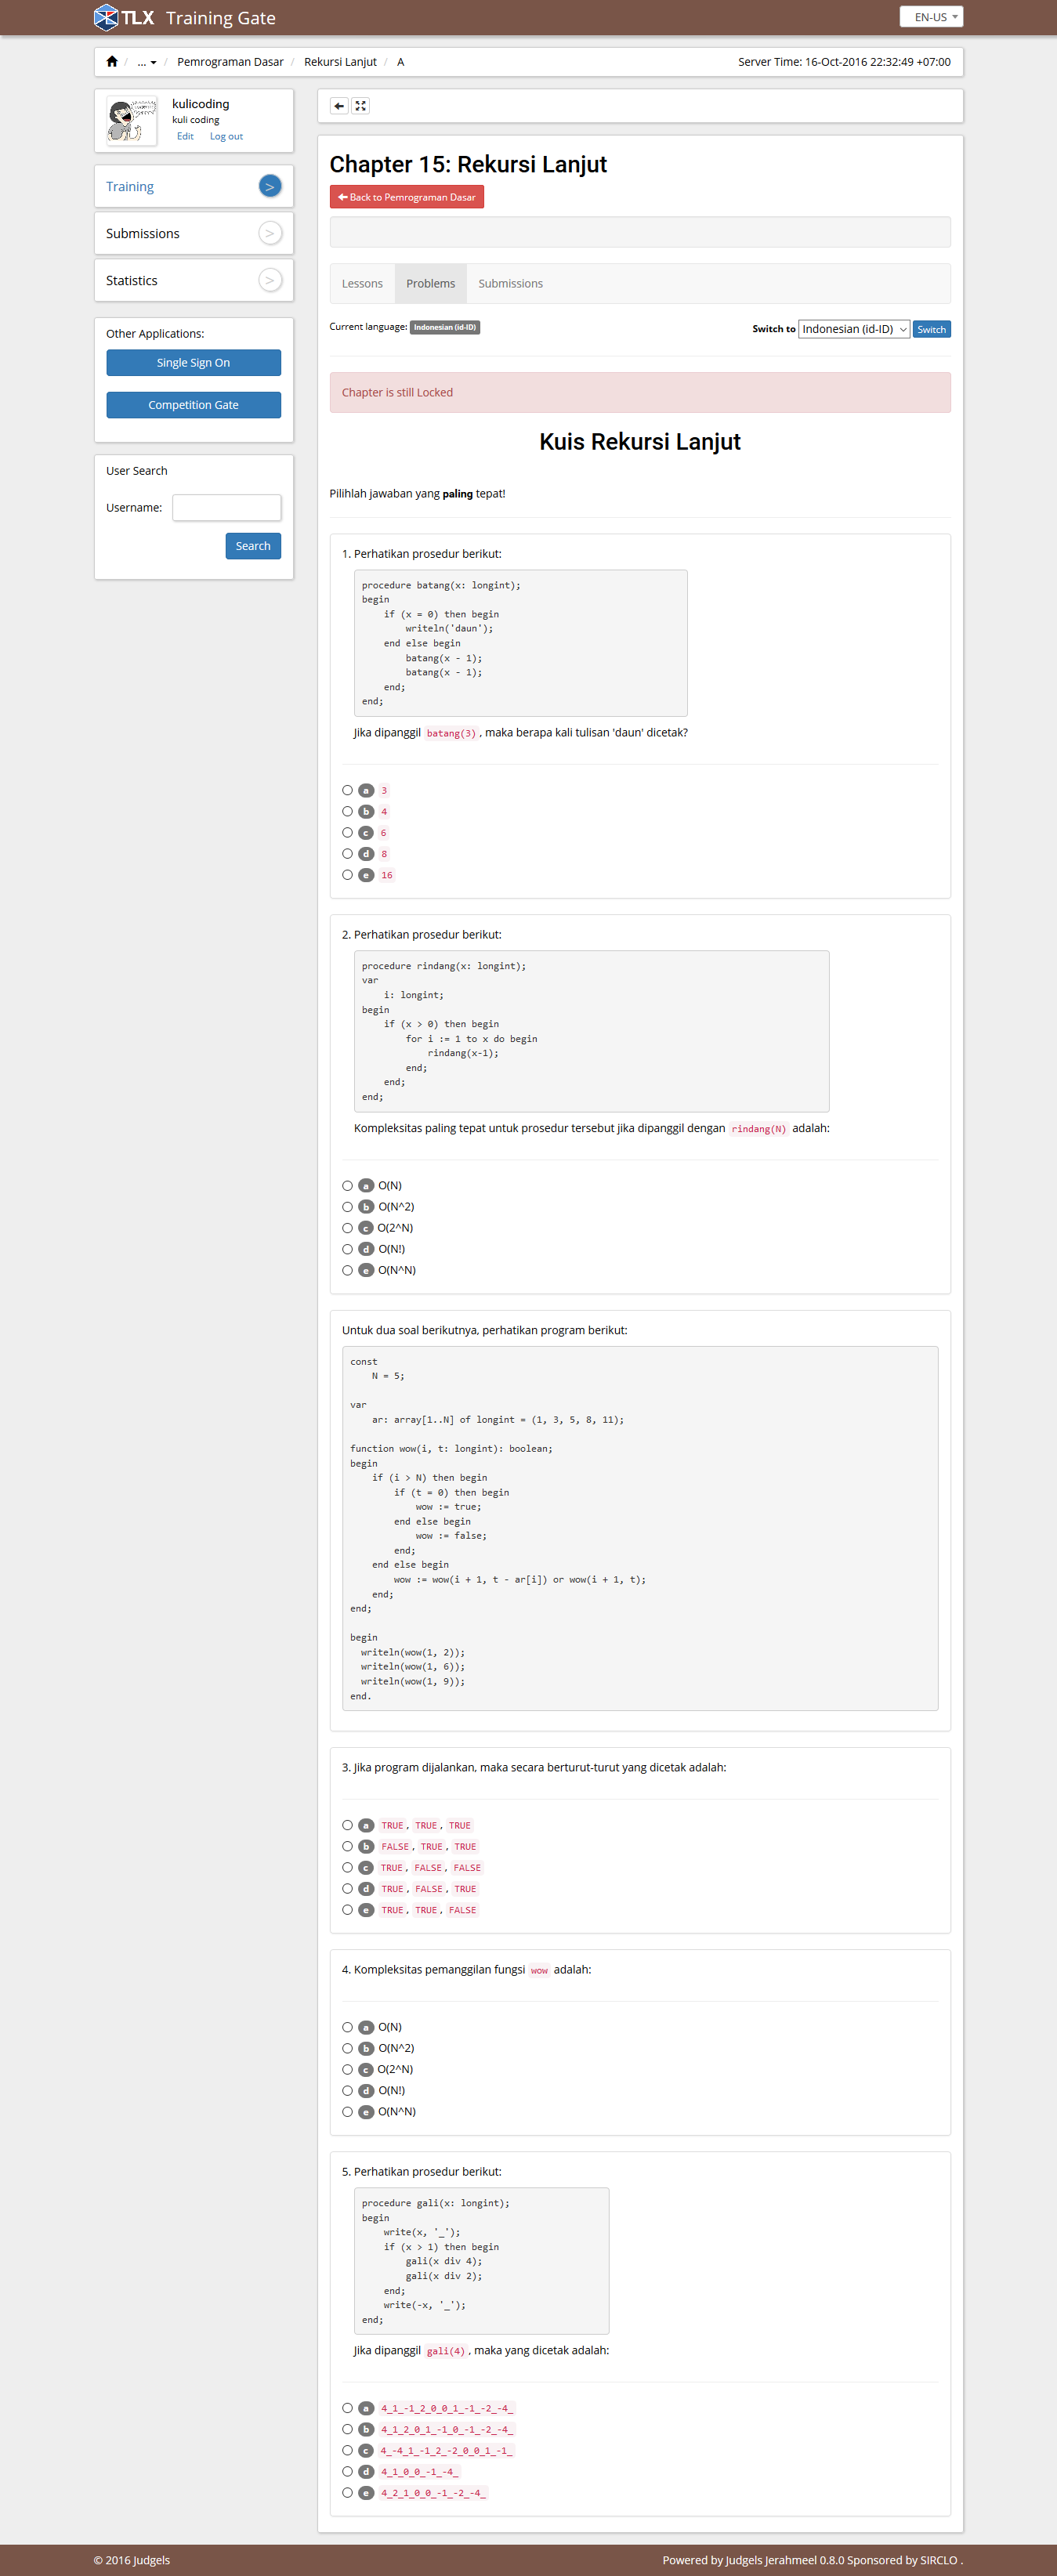 TLX Training Gate
EN-US
... Pemrograman Dasar / Rekursi Lanjut / A
Server Time: 16-Oct-2016 22:32:49 +07:00
kulicoding
kuli coding
Edit Log out
Training >
Submissions >
Statistics >
Other Applications:
Single Sign On
Competition Gate
User Search
Username:
Search
Chapter 15: Rekursi Lanjut
Back to Pemrograman Dasar
Lessons Problems Submissions
Current language: Indonesian (id-ID)
Switch to Indonesian (id-ID) Switch
Chapter is still Locked
Kuis Rekursi Lanjut
Pilihlah jawaban yang paling tepat!
1. Perhatikan prosedur berikut:
procedure batang(x: longint);
begin
    if (x = 0) then begin
        writeln('daun');
    end else begin
        batang(x - 1);
        batang(x - 1);
    end;
end;
Jika dipanggil batang(3), maka berapa kali tulisan 'daun' dicetak?
a 3
b 4
c 6
d 8
e 16
2. Perhatikan prosedur berikut:
procedure rindang(x: longint);
var
    i: longint;
begin
    if (x > 0) then begin
        for i := 1 to x do begin
            rindang(x-1);
        end;
    end;
end;
Kompleksitas paling tepat untuk prosedur tersebut jika dipanggil dengan rindang(N) adalah:
a O(N)
b O(N^2)
c O(2^N)
d O(N!)
e O(N^N)
Untuk dua soal berikutnya, perhatikan program berikut:
const
    N = 5;
var
    ar: array[1..N] of longint = (1, 3, 5, 8, 11);
function wow(i, t: longint): boolean;
begin
    if (i > N) then begin
        if (t = 0) then begin
            wow := true;
        end else begin
            wow := false;
        end;
    end else begin
        wow := wow(i + 1, t - ar[i]) or wow(i + 1, t);
    end;
end;
begin
  writeln(wow(1, 2));
  writeln(wow(1, 6));
  writeln(wow(1, 9));
end.
3. Jika program dijalankan, maka secara berturut-turut yang dicetak adalah:
a TRUE, TRUE, TRUE
b FALSE, TRUE, TRUE
c TRUE, FALSE, FALSE
d TRUE, FALSE, TRUE
e TRUE, TRUE, FALSE
4. Kompleksitas pemanggilan fungsi wow adalah:
a O(N)
b O(N^2)
c O(2^N)
d O(N!)
e O(N^N)
5. Perhatikan prosedur berikut:
procedure gali(x: longint);
begin
    write(x, '_');
    if (x > 1) then begin
        gali(x div 4);
        gali(x div 2);
    end;
    write(-x, '_');
end;
Jika dipanggil gali(4), maka yang dicetak adalah:
a 4_1_-1_2_0_0_1_-1_-2_-4_
b 4_1_2_0_1_-1_0_-1_-2_-4_
c 4_-4_1_-1_2_-2_0_0_1_-1_
d 4_1_0_0_-1_-4_
e 4_2_1_0_0_-1_-2_-4_
© 2016 Judgels
Powered by Judgels Jerahmeel 0.8.0 Sponsored by SIRCLO .